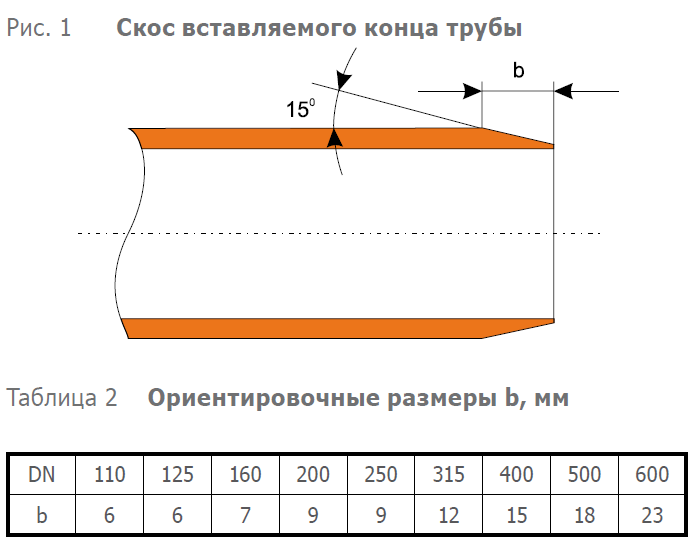 Рис. 1 Скос вставляемого конца трубы
b
15⁰
Таблица 2 Ориентировочные размеры b, мм
DN 110 125 160 200 250 315 400 500 600
b 6 6 7 9 9 12 15 18 23